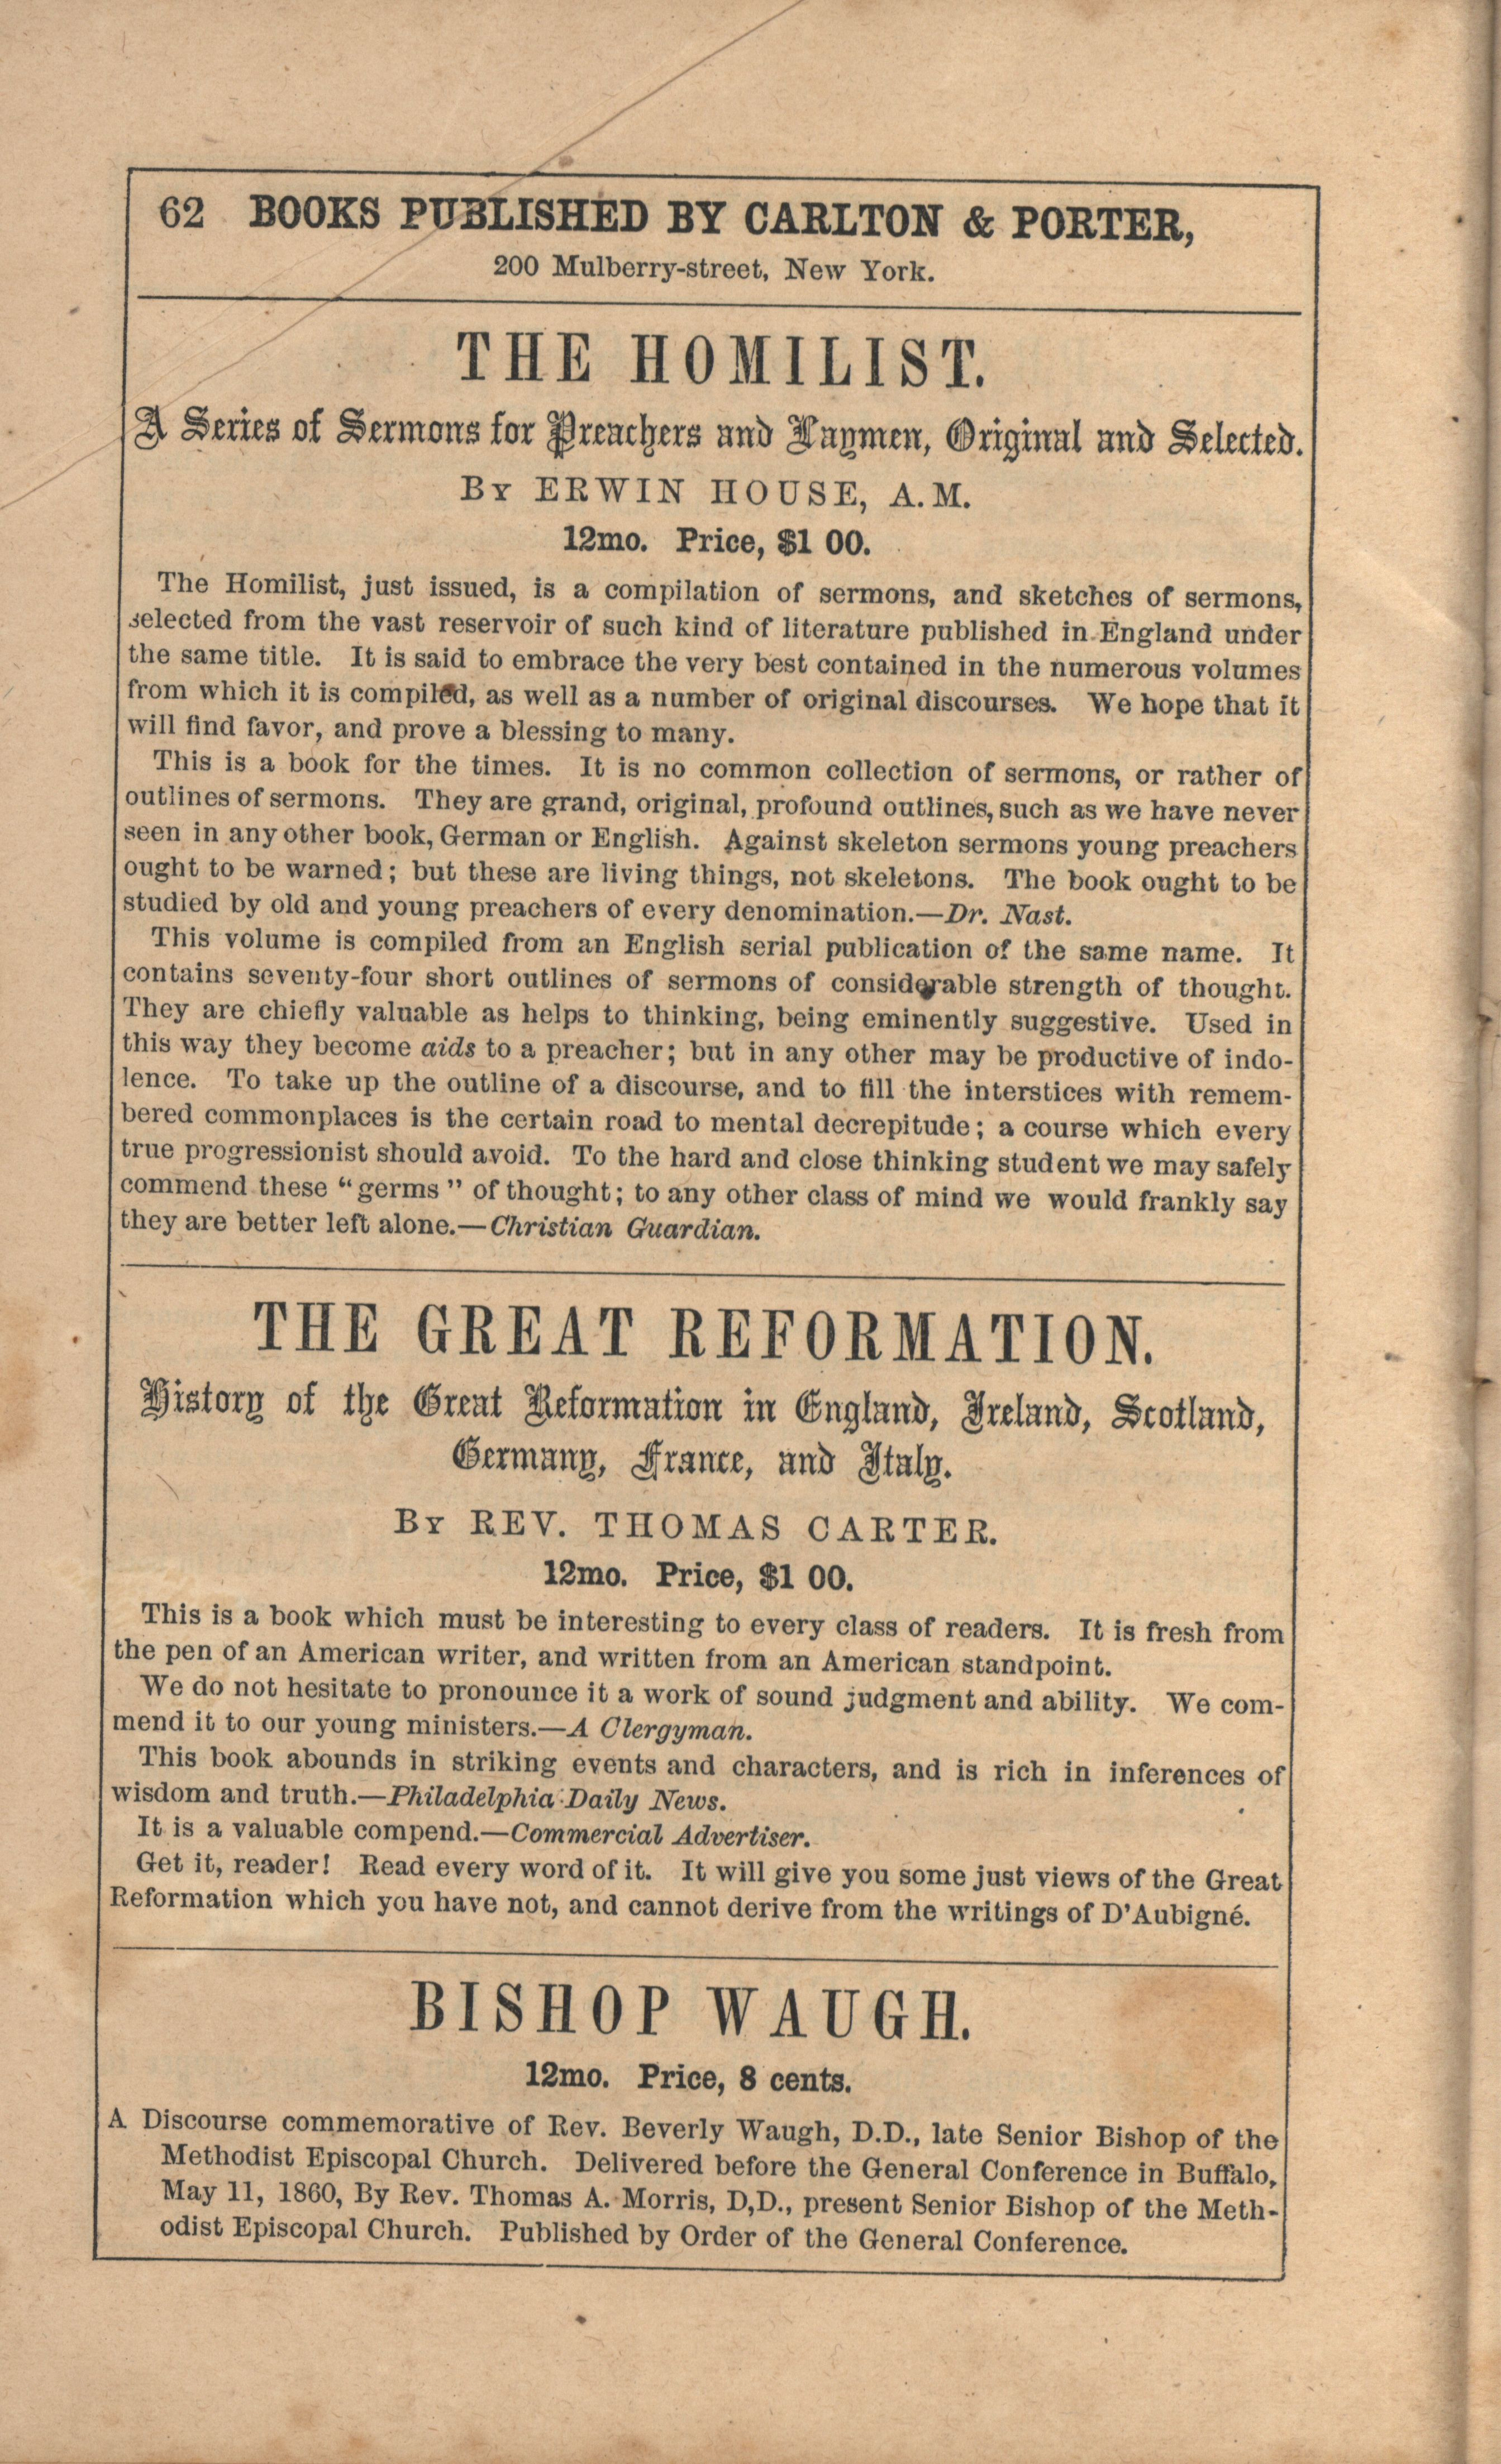 62 BOOKS PUBLISHED BY CARLTON & PORTER,
200 Mulberry-street, New York.
THE HOMILIST.
A Series of Sermons for Preachers and Laymen, Original and Selected.
By ERWIN HOUSE, A.M.
12mo. Price, $1 00.
The Homilist, just issued, is a compilation of sermons, and sketches of sermons,
selected from the vast reservoir of such kind of literature published in England under
the same title. It is said to embrace the very best contained in the numerous volumes
from which it is compiled, as well as a number of original discourses. We hope that it
will find favor, and prove a blessing to many.
This is a book for the times. It is no common collection of sermons, or rather of
outlines of sermons. They are grand, original, profound outlines, such as we have never
seen in any other book, German or English. Against skeleton sermons young preachers
ought to be warned; but these are living things, not skeletons. The book ought to be
studied by old and young preachers of every denomination.—Dr. Nast.
This volume is compiled from an English serial publication of the same name. It
contains seventy-four short outlines of sermons of considerable strength of thought.
They are chiefly valuable as helps to thinking, being eminently suggestive. Used in
this way they become aids to a preacher; but in any other may be productive of indo-
lence. To take up the outline of a discourse, and to fill the interstices with remem-
bered commonplaces is the certain road to mental decrepitude; a course which every
true progressionist should avoid. To the hard and close thinking student we may safely
commend these "germs" of thought; to any other class of mind we would frankly say
they are better left alone.—Christian Guardian.
THE GREAT REFORMATION.
History of the Great Reformation in England, Ireland, Scotland,
Germany, France, and Italy.
By REV. THOMAS CARTER.
12mo. Price, $1 00.
This is a book which must be interesting to every class of readers. It is fresh from
the pen of an American writer, and written from an American standpoint.
We do not hesitate to pronounce it a work of sound judgment and ability. We com-
mend it to our young ministers.—A Clergyman.
This book abounds in striking events and characters, and is rich in inferences of
wisdom and truth.—Philadelphia Daily News.
It is a valuable compend.—Commercial Advertiser.
Get it, reader! Read every word of it. It will give you some just views of the Great
Reformation which you have not, and cannot derive from the writings of D'Aubigné.
BISHOP WAUGH.
12mo. Price, 8 cents.
A Discourse commemorative of Rev. Beverly Waugh, D.D., late Senior Bishop of the
Methodist Episcopal Church. Delivered before the General Conference in Buffalo,
May 11, 1860, By Rev. Thomas A. Morris, D,D., present Senior Bishop of the Meth-
odist Episcopal Church. Published by Order of the General Conference.